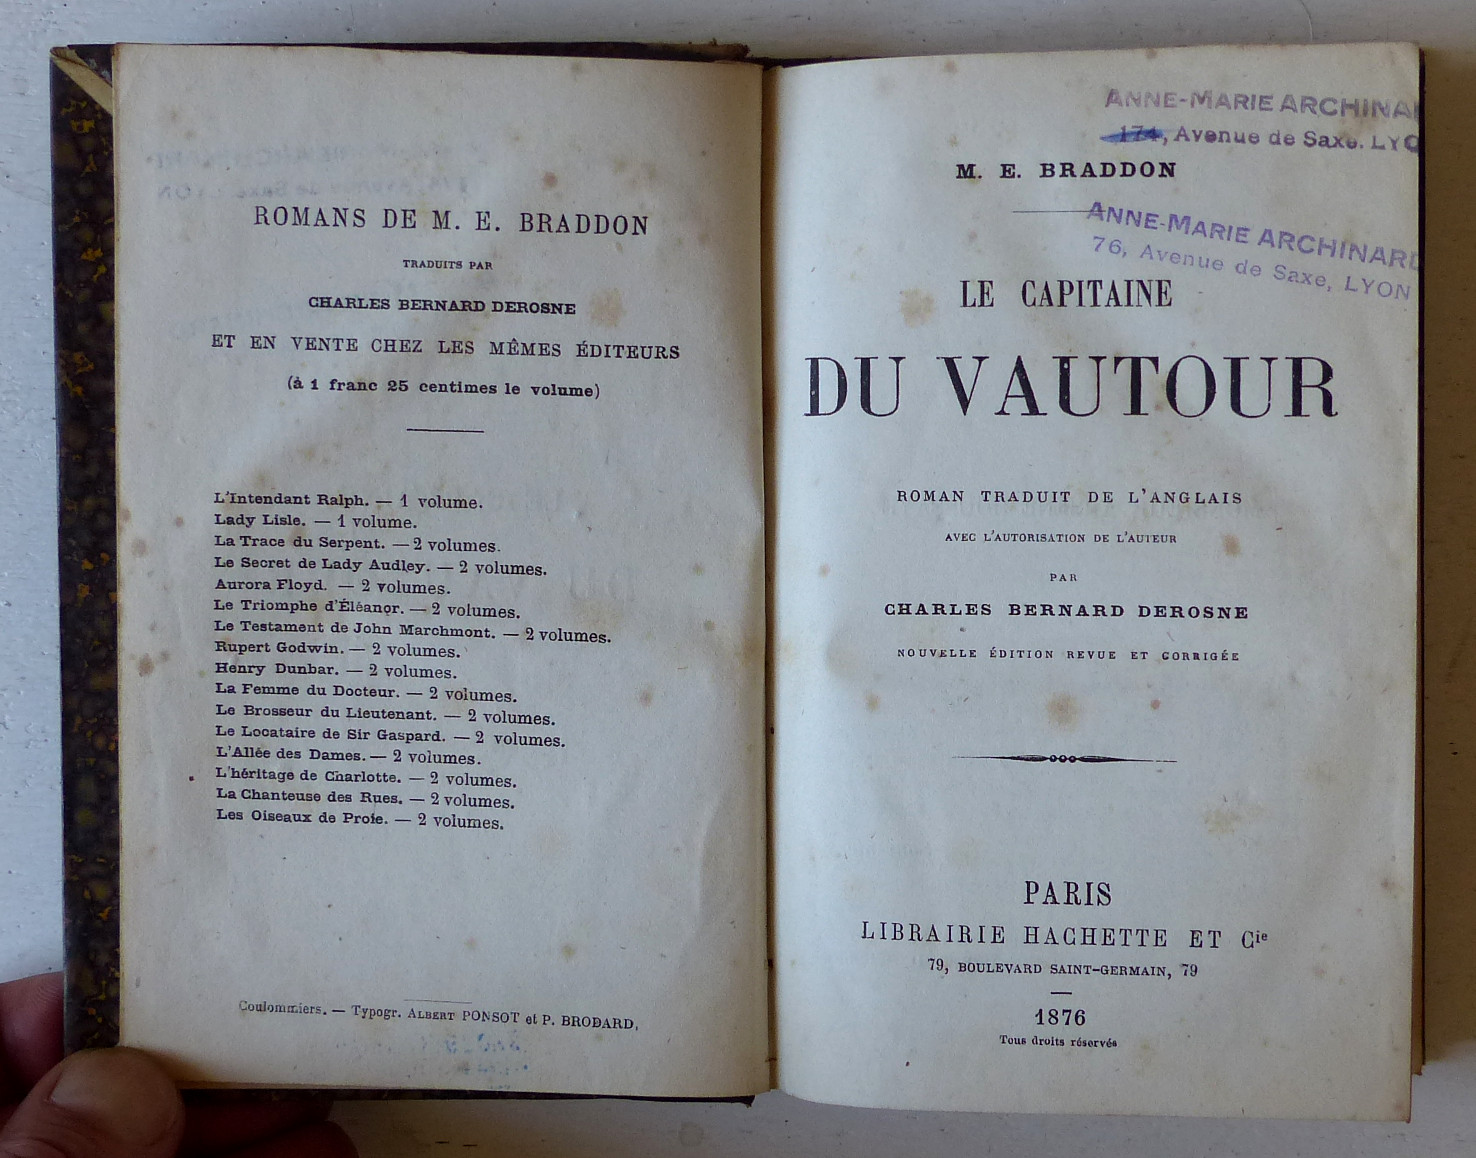 ROMANS DE M. E. BRADDON
TRADUITS PAR
CHARLES BERNARD DEROSNE
ET EN VENTE CHEZ LES MÊMES ÉDITEURS
(à 1 franc 25 centimes le volume)
L'Intendant Ralph. — 1 volume.
Lady Lisle. — 1 volume.
La Trace du Serpent. — 2 volumes.
Le Secret de Lady Audley. — 2 volumes.
Aurora Floyd. — 2 volumes.
Le Triomphe d'Éléanor. — 2 volumes.
Le Testament de John Marchmont. — 2 volumes.
Rupert Godwin. — 2 volumes.
Henry Dunbar. — 2 volumes.
La Femme du Docteur. — 2 volumes.
Le Brosseur du Lieutenant. — 2 volumes.
Le Locataire de Sir Gaspard. — 2 volumes.
L'Allée des Dames. — 2 volumes.
L'héritage de Charlotte. — 2 volumes.
La Chanteuse des Rues. — 2 volumes.
Les Oiseaux de Proie. — 2 volumes.
Coulommiers. — Typogr. ALBERT PONSOT et P. BRODARD,
ANNE-MARIE ARCHINA
174, Avenue de Saxe. LYO
M. E. BRADDON
ANNE-MARIE ARCHINARD
76, Avenue de Saxe, LYON
LE CAPITAINE
DU VAUTOUR
ROMAN TRADUIT DE L'ANGLAIS
AVEC L'AUTORISATION DE L'AUTEUR
PAR
CHARLES BERNARD DEROSNE
NOUVELLE ÉDITION REVUE ET CORRIGÉE
PARIS
LIBRAIRIE HACHETTE ET Cie
79, BOULEVARD SAINT-GERMAIN, 79
1876
Tous droits réservés